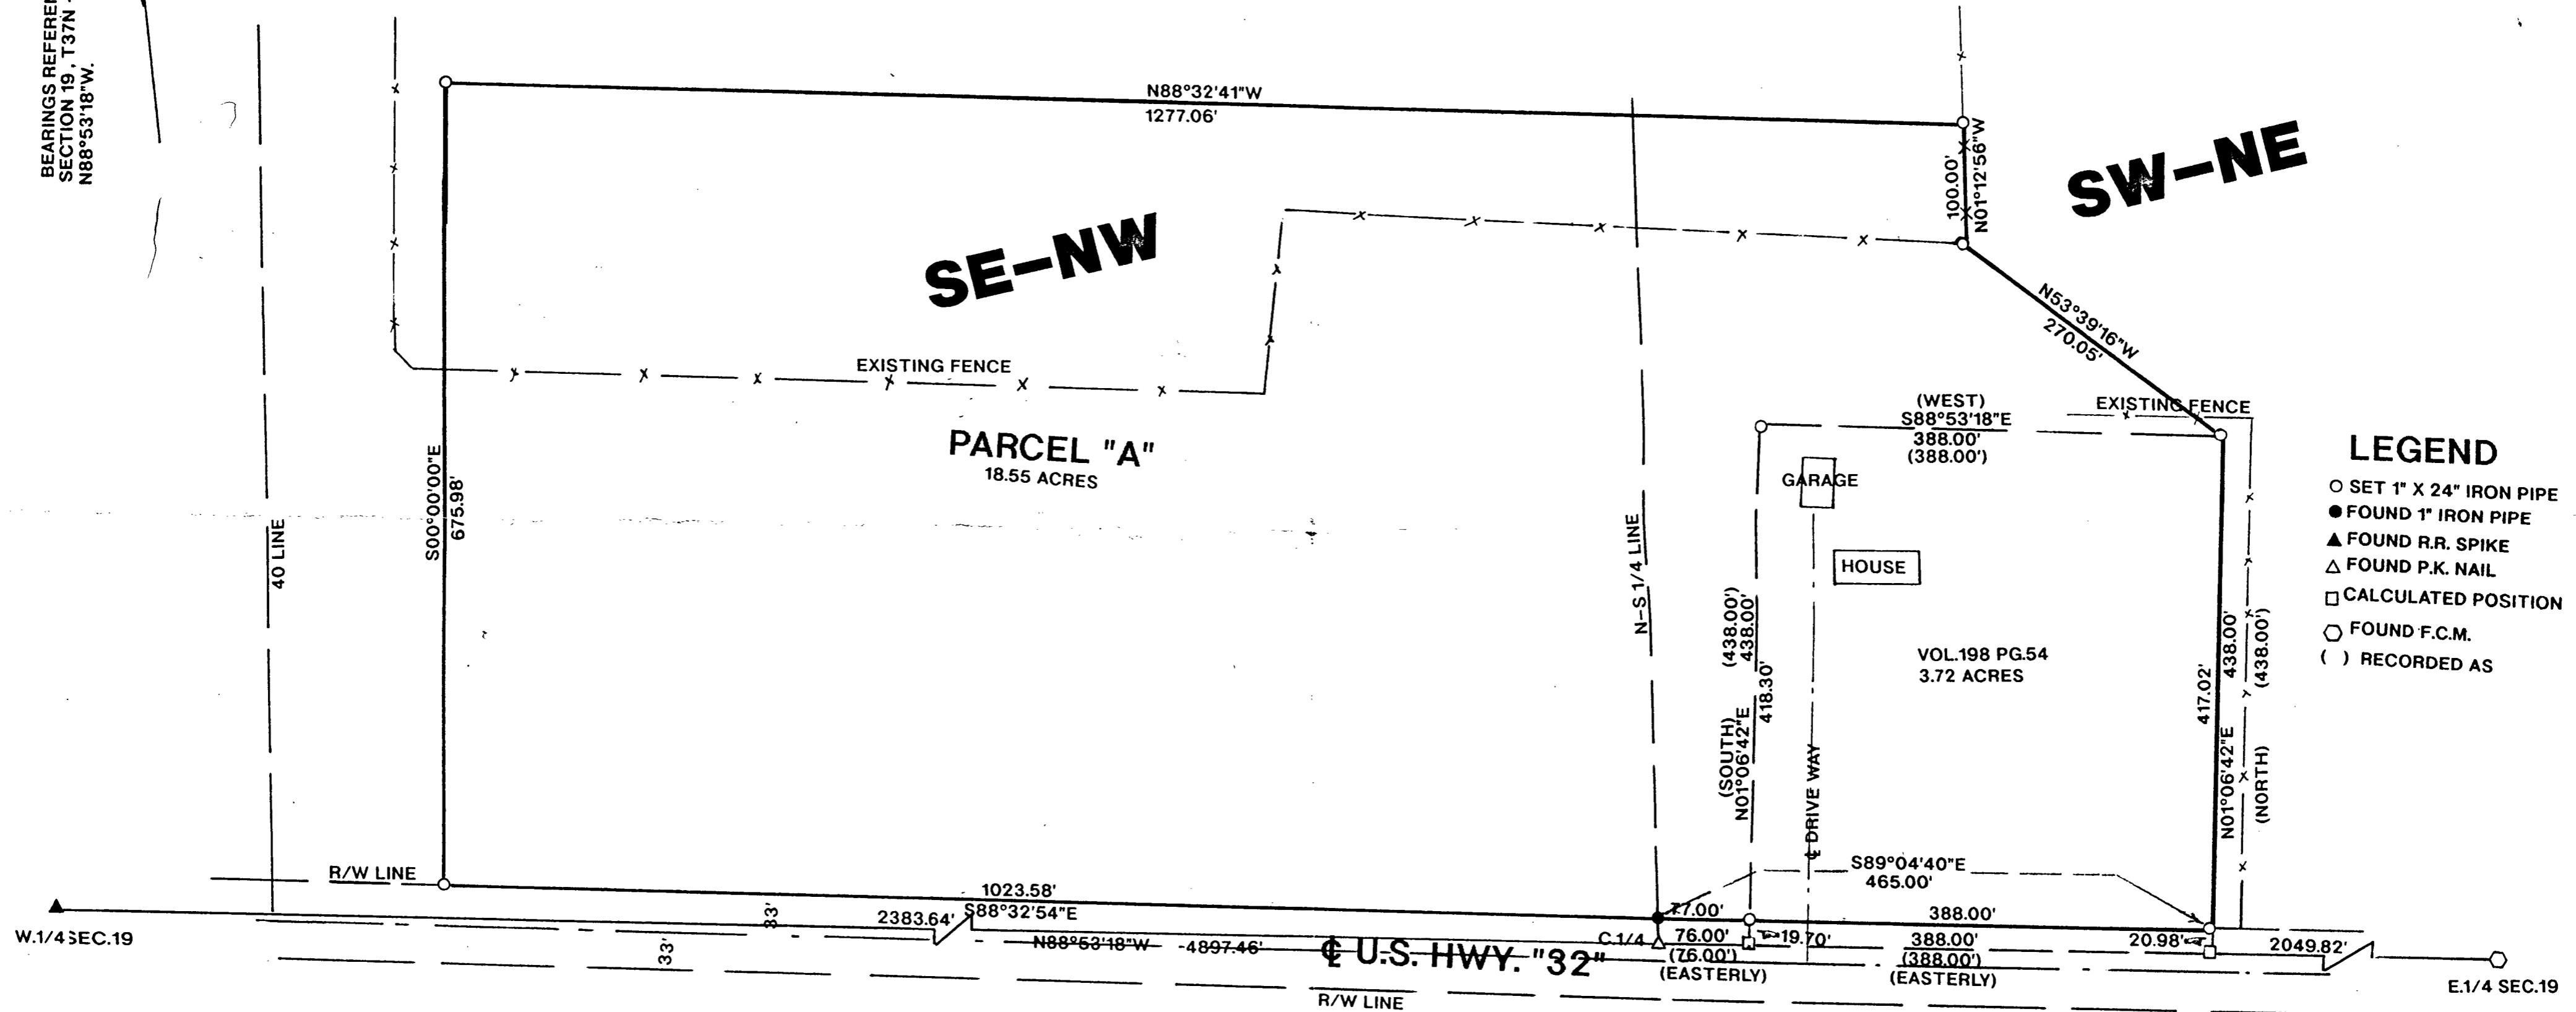 BEARINGS REFERE
SECTION 19 , T37N -
N88°53'18"W.
N88°32'41"W
1277.06'
100.00'
N01°12'56"W
SW-NE
SE-NW
N53°39'16"W
270.05'
EXISTING FENCE
EXISTING FENCE
(WEST)
S88°53'18"E
388.00'
(388.00')
PARCEL "A"
18.55 ACRES
S00°00'00"E
675.98'
40 LINE
N-S 1/4 LINE
GARAGE
HOUSE
(438.00')
438.00'
418.30'
(SOUTH)
N01°06'42"E
℄ DRIVE WAY
VOL.198 PG.54
3.72 ACRES
417.02'
438.00'
(438.00')
N01°06'42"E
(NORTH)
LEGEND
SET 1" X 24" IRON PIPE
FOUND 1" IRON PIPE
FOUND R.R. SPIKE
FOUND P.K. NAIL
CALCULATED POSITION
FOUND F.C.M.
( ) RECORDED AS
S89°04'40"E
465.00'
R/W LINE
1023.58'
S88°32'54"E
2383.64'
33'
33'
77.00'
388.00'
W.1/4 SEC.19
N88°53'18"W 4897.46'
℄ U.S. HWY. "32"
C.1/4
76.00'
(76.00')
(EASTERLY)
19.70'
388.00'
(388.00')
(EASTERLY)
20.98'
2049.82'
E.1/4 SEC.19
R/W LINE